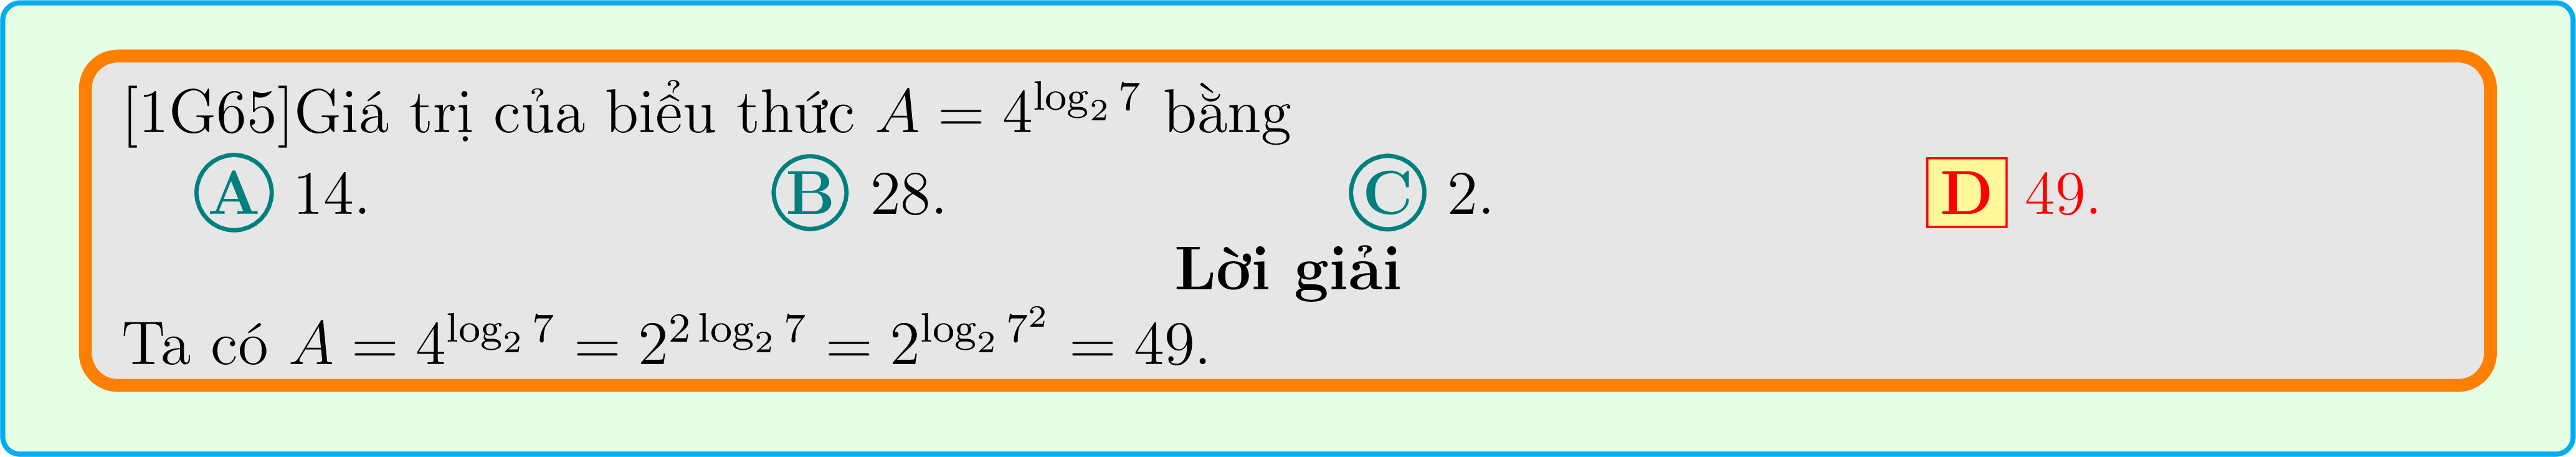 [1G65]Giá trị của biểu thức $A = 4^{\log_2 7}$ bằng
A 14. B 28. C 2. D 49.
Lời giải
Ta có $A = 4^{\log_2 7} = 2^{2 \log_2 7} = 2^{\log_2 7^2} = 49.$